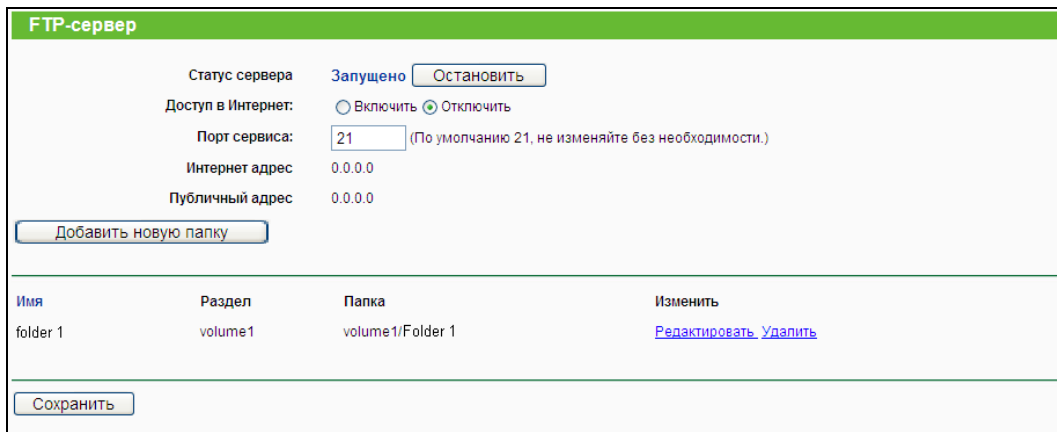 FTP-сервер
Статус сервера Запущено Остановить
Доступ в Интернет: Включить Отключить
Порт сервиса: 21 (По умолчанию 21, не изменяйте без необходимости.)
Интернет адрес 0.0.0.0
Публичный адрес 0.0.0.0
Добавить новую папку
Имя Раздел Папка Изменить
folder 1 volume1 volume1/Folder 1 Редактировать Удалить
Сохранить